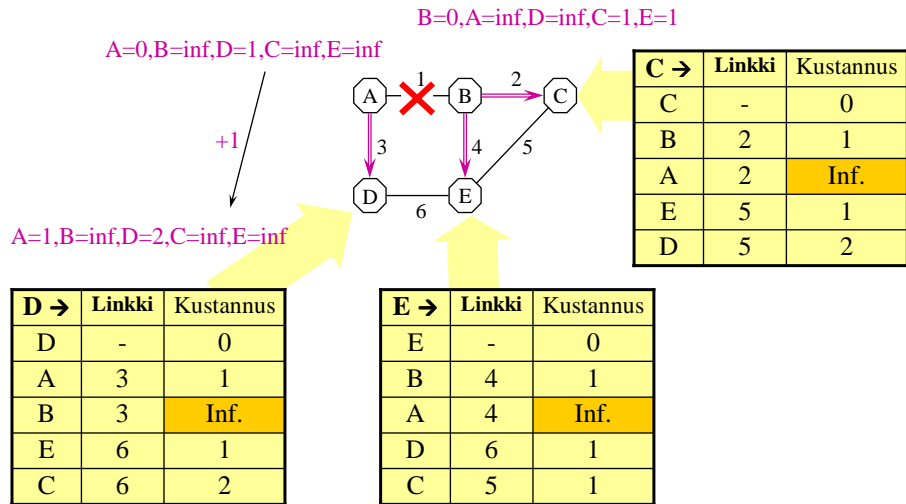 B=0,A=inf,D=inf,C=1,E=1
A=0,B=inf,D=1,C=inf,E=inf
+1
A=1,B=inf,D=2,C=inf,E=inf
1
2
A
B
C
3
4
5
D
6
E
C → Linkki Kustannus
C - 0
B 2 1
A 2 Inf.
E 5 1
D 5 2
D → Linkki Kustannus
D - 0
A 3 1
B 3 Inf.
E 6 1
C 6 2
E → Linkki Kustannus
E - 0
B 4 1
A 4 Inf.
D 6 1
C 5 1